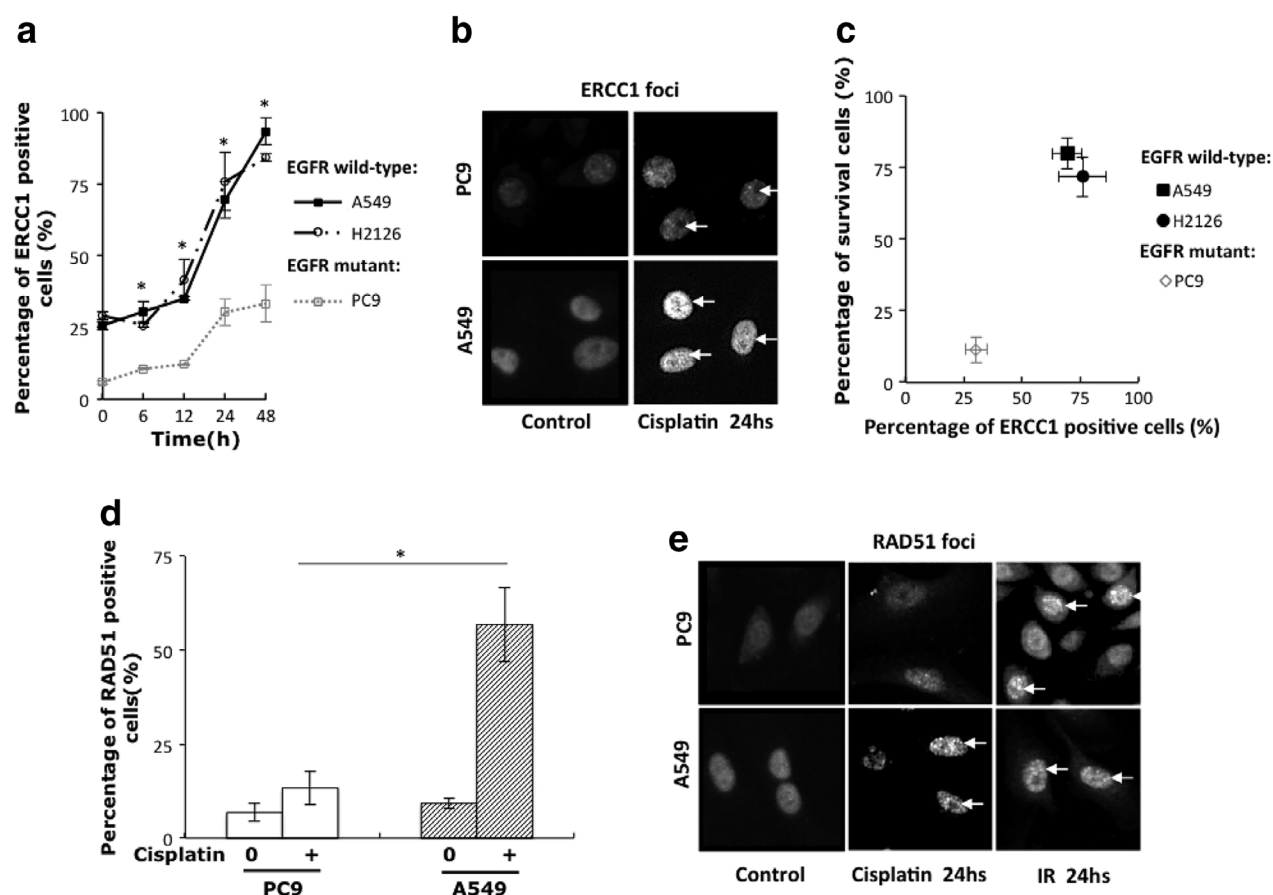 a
Percentage of ERCC1 positive
cells (%)
100
75
50
25
0
* * * * *
0 6 12 24 48
Time(h)
EGFR wild-type:
A549
H2126
EGFR mutant:
PC9
b
ERCC1 foci
PC9
A549
Control Cisplatin 24hs
c
Percentage of survival cells (%)
100
75
50
25
0
0 25 50 75 100
Percentage of ERCC1 positive cells (%)
EGFR wild-type:
A549
H2126
EGFR mutant:
PC9
d
Percentage of RAD51 positive
cells(%)
75
50
25
0
*
Cisplatin 0 + 0 +
PC9 A549
e
RAD51 foci
PC9
A549
Control Cisplatin 24hs IR 24hs